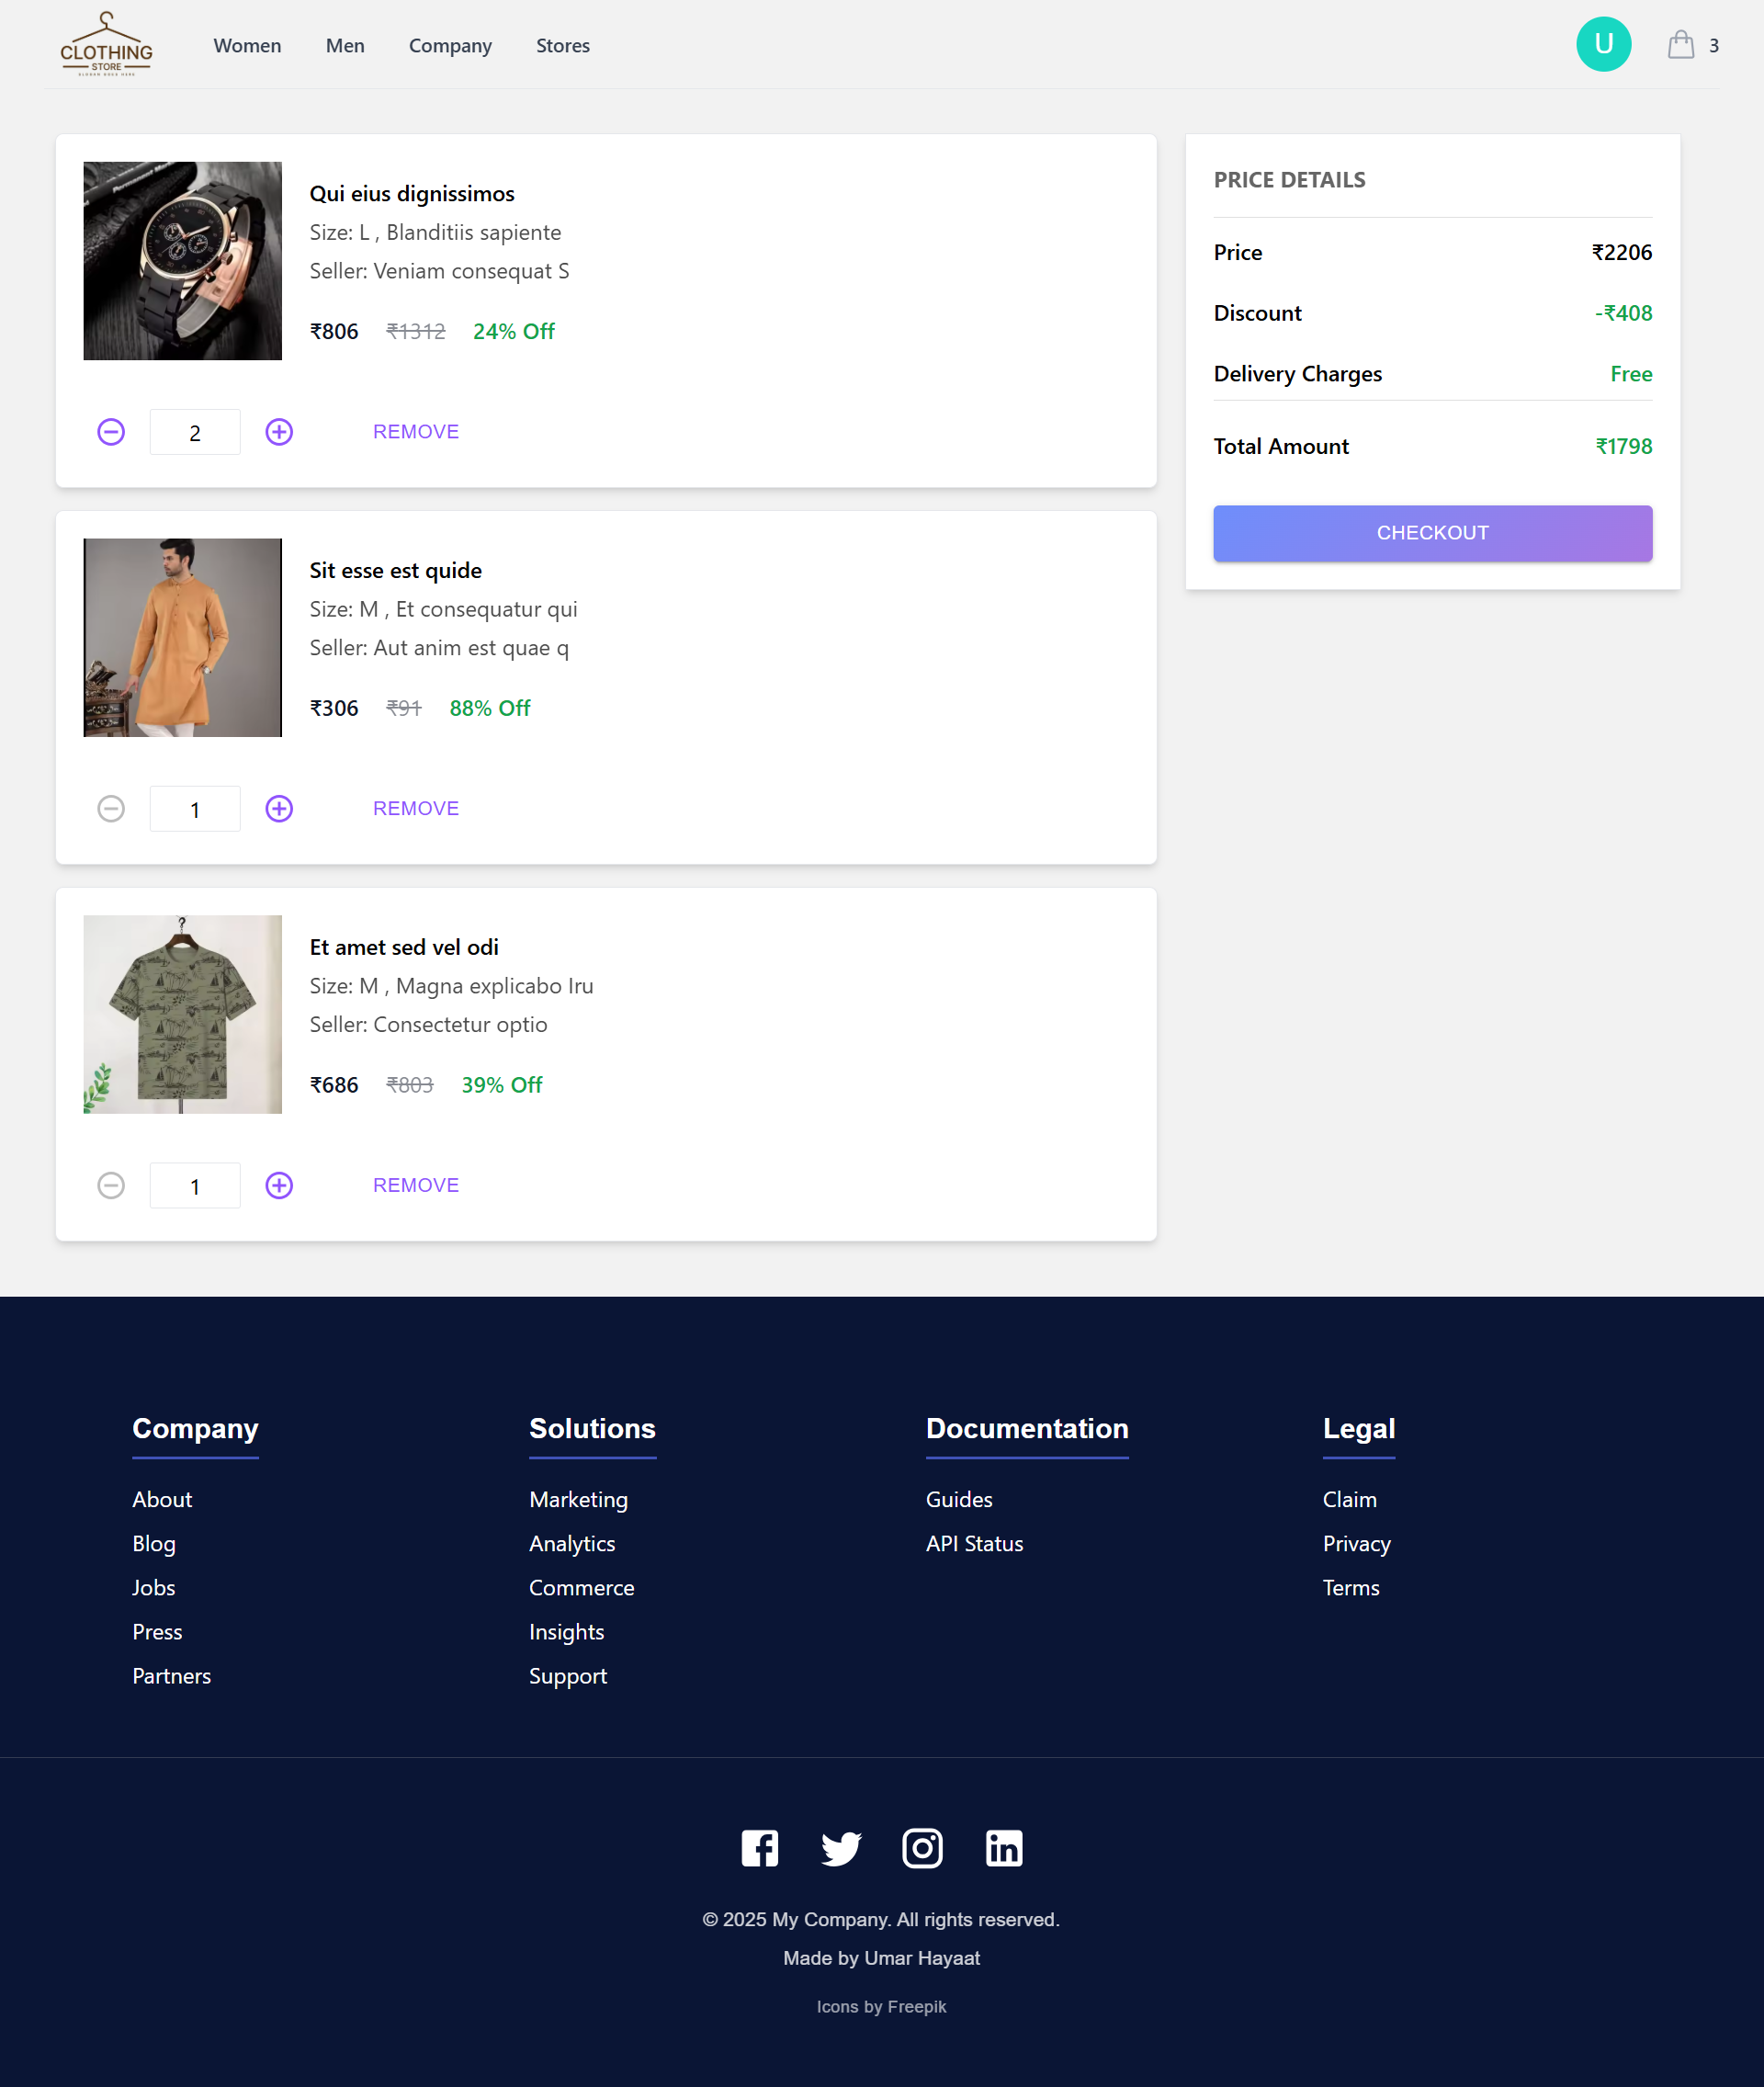 CLOTHING
STORE
SLOGAN GOES HERE
Women Men Company Stores
U 3
Permanent Mar
Qui eius dignissimos
Size: L , Blanditiis sapiente
Seller: Veniam consequat S
₹806 ₹1312 24% Off
2 REMOVE
Sit esse est quide
Size: M , Et consequatur qui
Seller: Aut anim est quae q
₹306 ₹91 88% Off
1 REMOVE
?
Et amet sed vel odi
Size: M , Magna explicabo Iru
Seller: Consectetur optio
₹686 ₹803 39% Off
1 REMOVE
PRICE DETAILS
Price ₹2206
Discount -₹408
Delivery Charges Free
Total Amount ₹1798
CHECKOUT
Company
About
Blog
Jobs
Press
Partners
Solutions
Marketing
Analytics
Commerce
Insights
Support
Documentation
Guides
API Status
Legal
Claim
Privacy
Terms
© 2025 My Company. All rights reserved.
Made by Umar Hayaat
Icons by Freepik